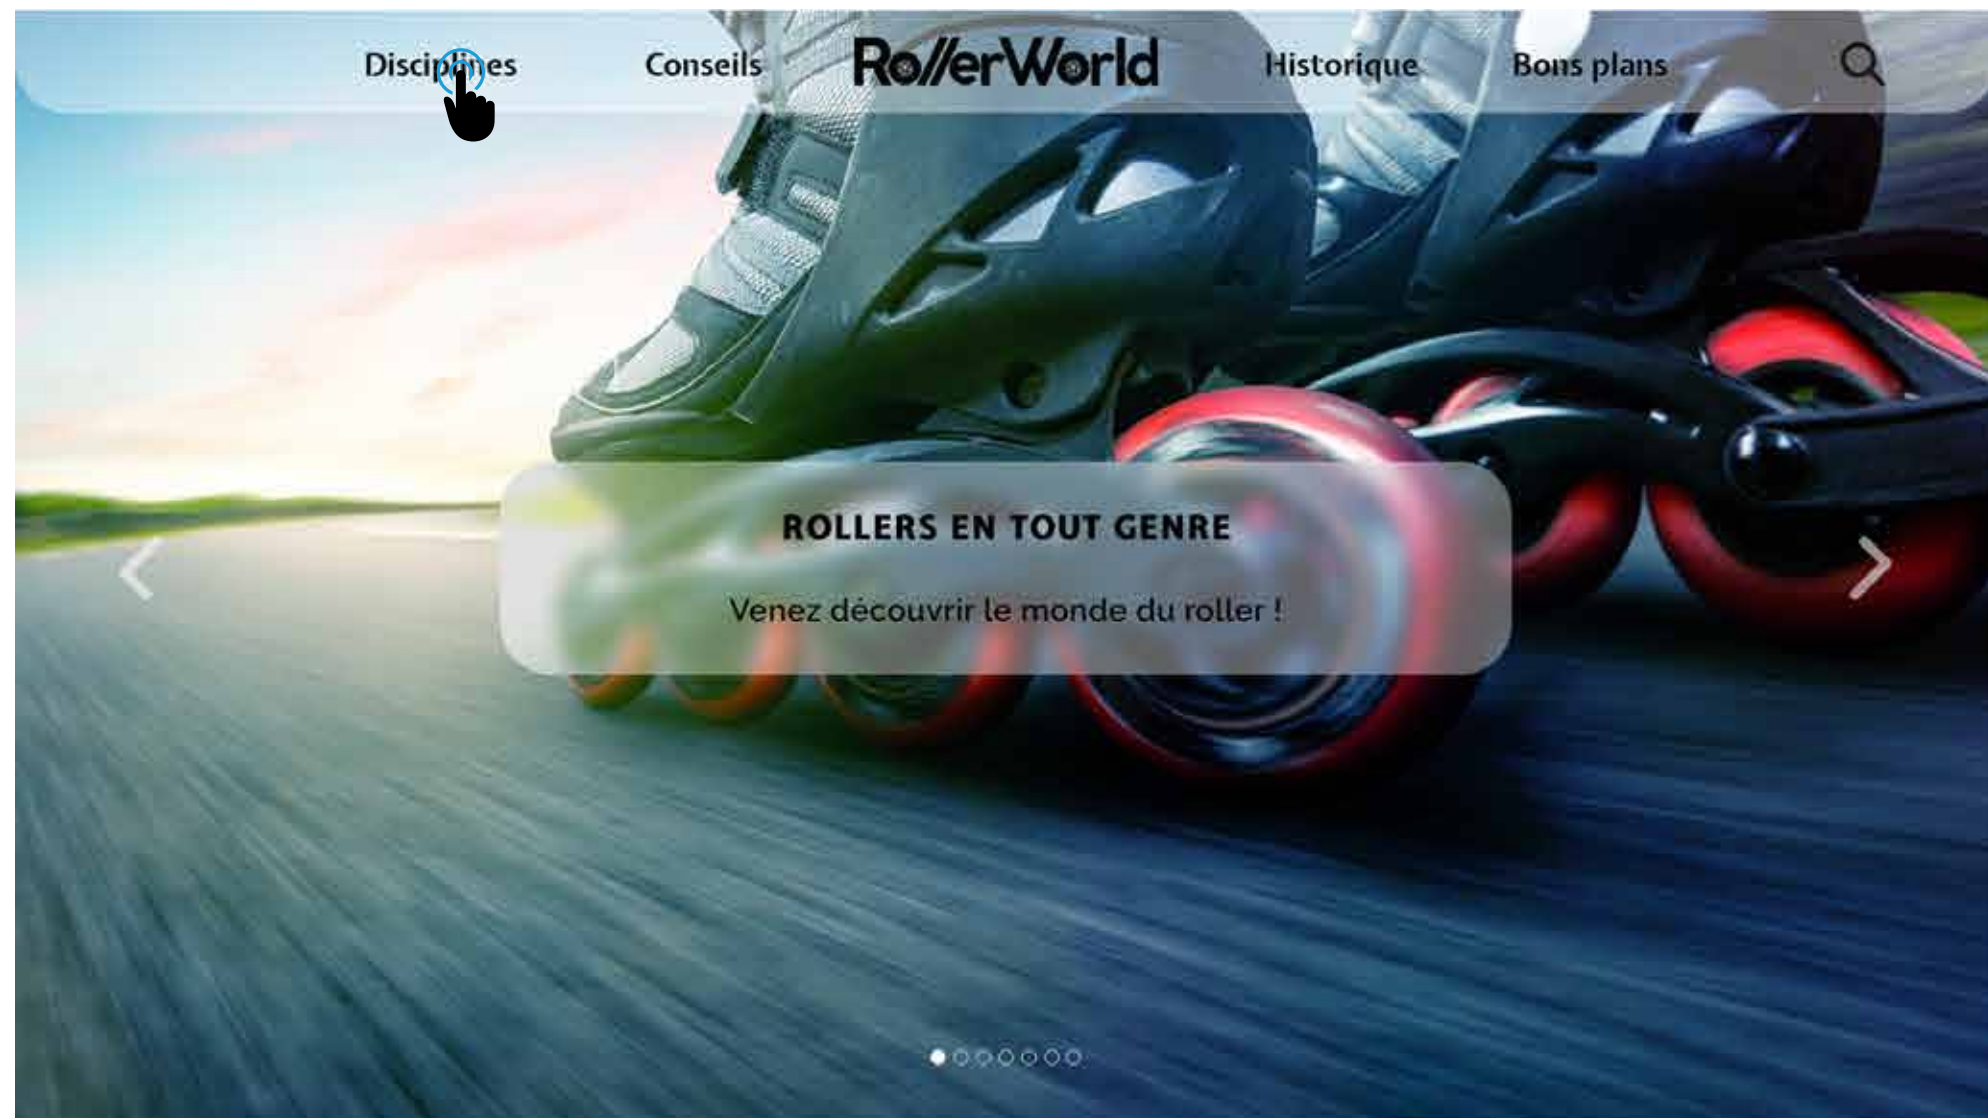 Disciplines
Conseils
RollerWorld
Historique
Bons plans
ROLLERS EN TOUT GENRE
Venez découvrir le monde du roller !